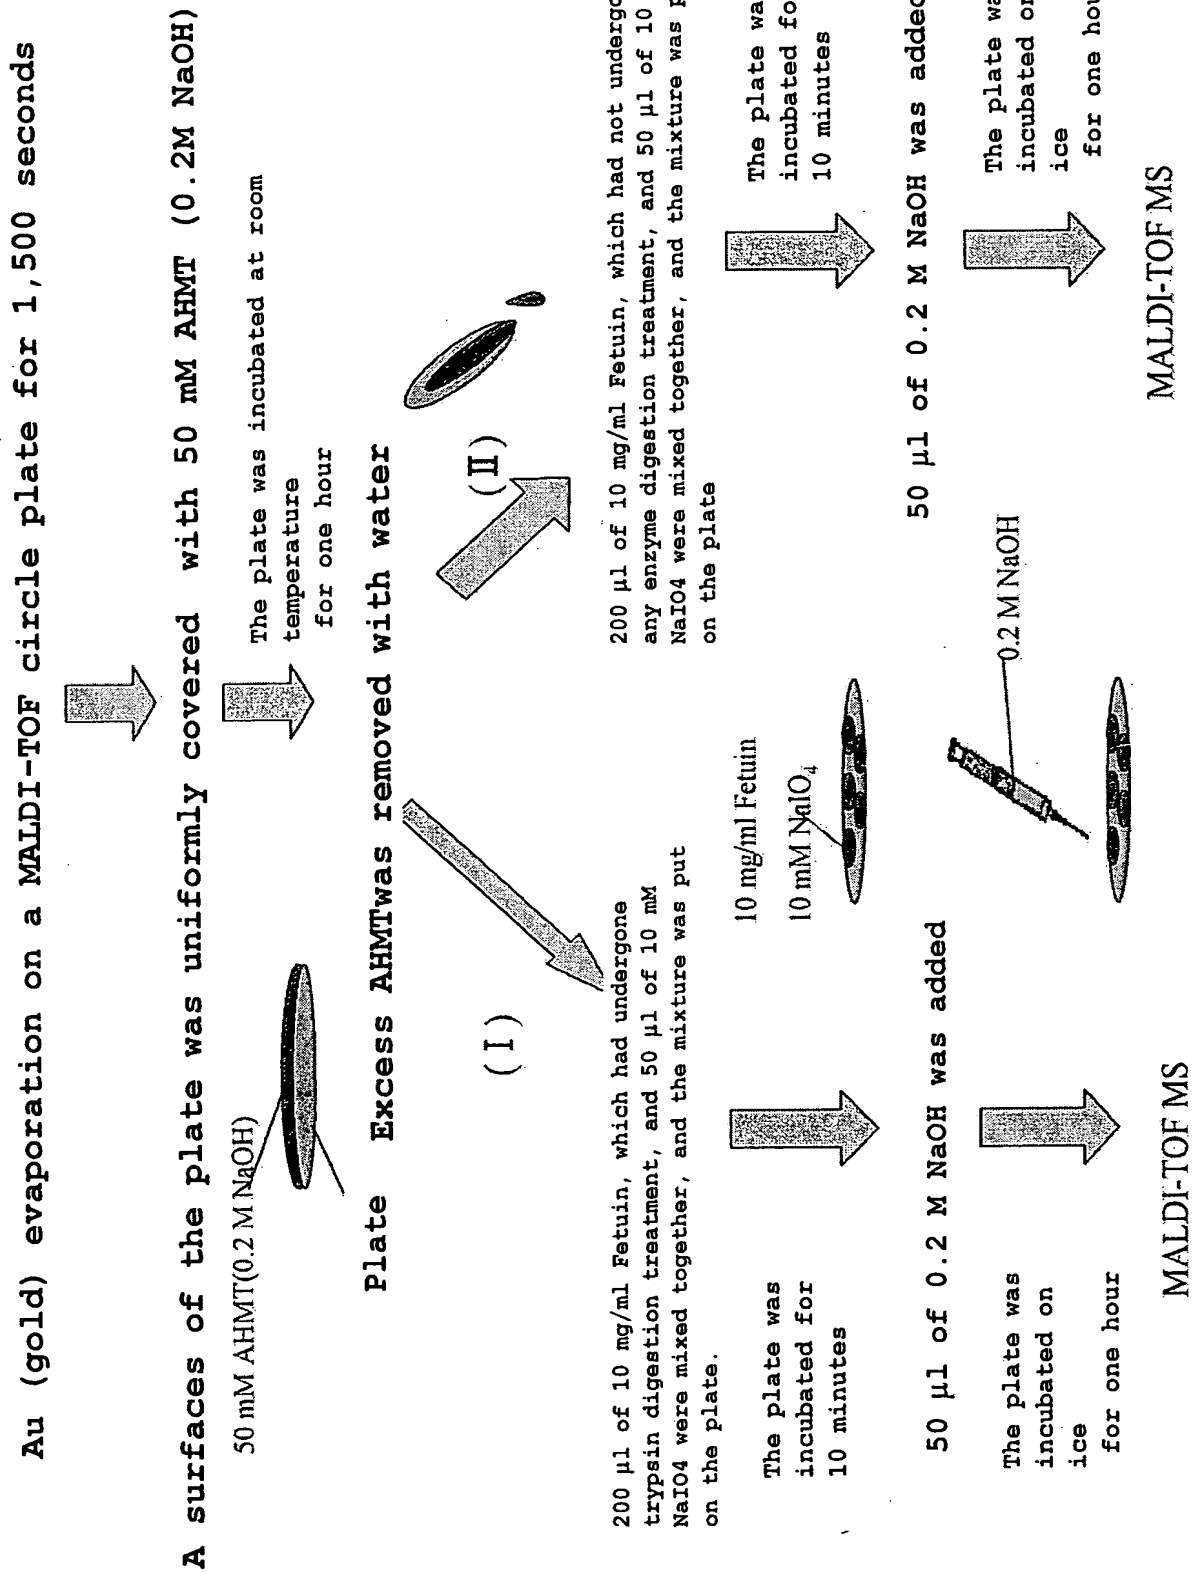 Au (gold) evaporation on a MALDI-TOF circle plate for 1,500 seconds
A surfaces of the plate was uniformly covered with 50 mM AHMT (0.2M NaOH)
50 mM AHMT(0.2 M NaOH)
The plate was incubated at room
temperature
for one hour
Plate
Excess AHMTwas removed with water
(I)
(II)
200 µl of 10 mg/ml Fetuin, which had undergone
trypsin digestion treatment, and 50 µl of 10 mM
NaIO4 were mixed together, and the mixture was put
on the plate.
The plate was
incubated for
10 minutes
50 µl of 0.2 M NaOH was added
The plate was
incubated on
ice
for one hour
MALDI-TOF MS
10 mg/ml Fetuin
10 mM NaIO4
0.2 M NaOH
200 µl of 10 mg/ml Fetuin, which had not
any enzyme digestion treatment, and 50 µl of 10
NaIO4 were mixed together, and the mixture was
on the plate
The plate
incubated
10 minutes
50 µl of 0.2 M NaOH was added
The plate
incubated
ice
for one
MALDI-TOF MS